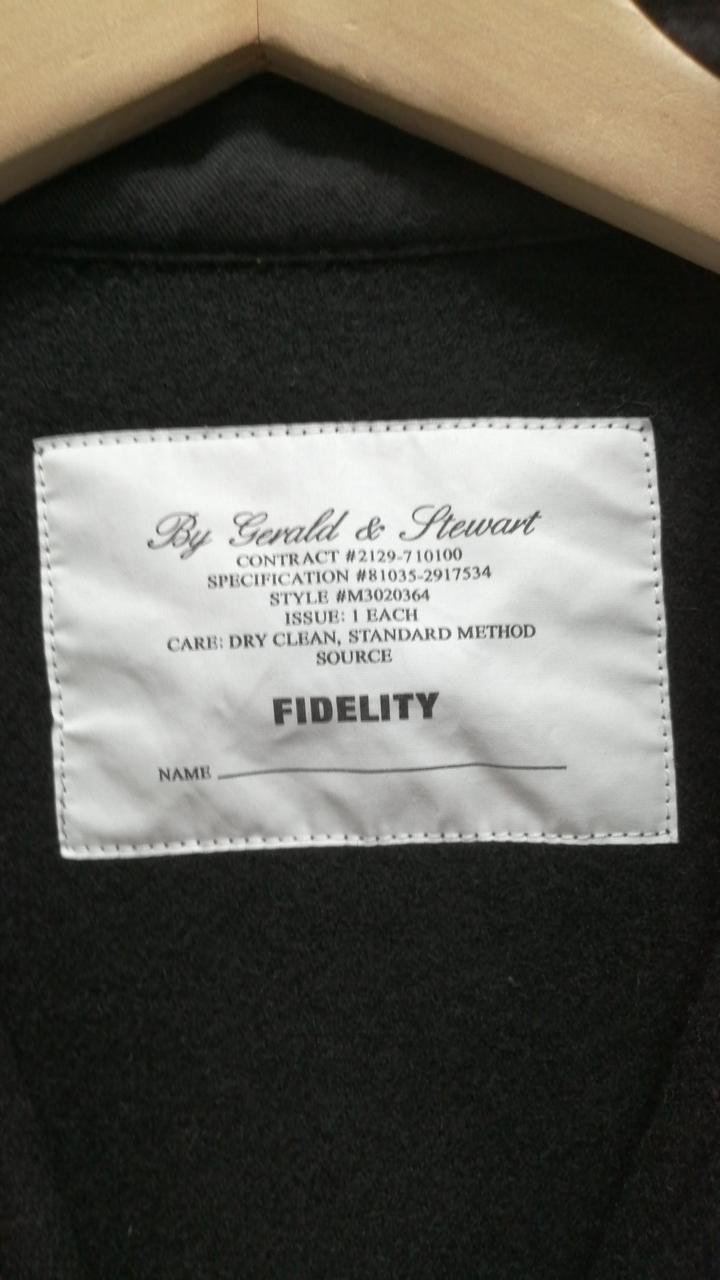 By Gerald & Stewart
CONTRACT #2129-710100
SPECIFICATION #81035-2917534
STYLE #M3020364
ISSUE: 1 EACH
CARE: DRY CLEAN, STANDARD METHOD
SOURCE
FIDELITY
NAME